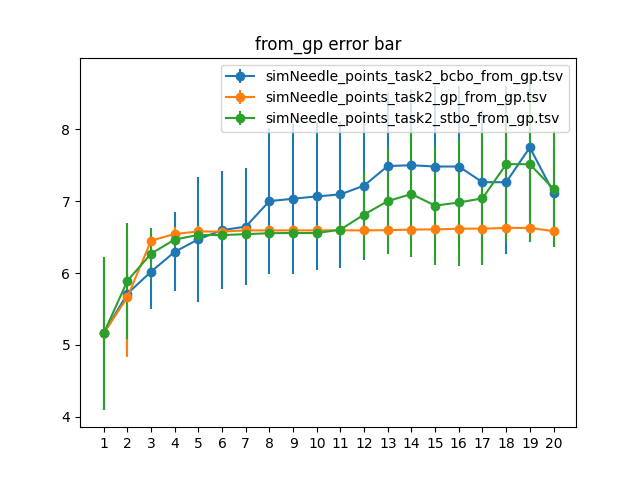 from_gp error bar
simNeedle_points_task2_bcbo_from_gp.tsv
simNeedle_points_task2_gp_from_gp.tsv
simNeedle_points_task2_stbo_from_gp.tsv
8
7
6
5
4
1 2 3 4 5 6 7 8 9 10 11 12 13 14 15 16 17 18 19 20